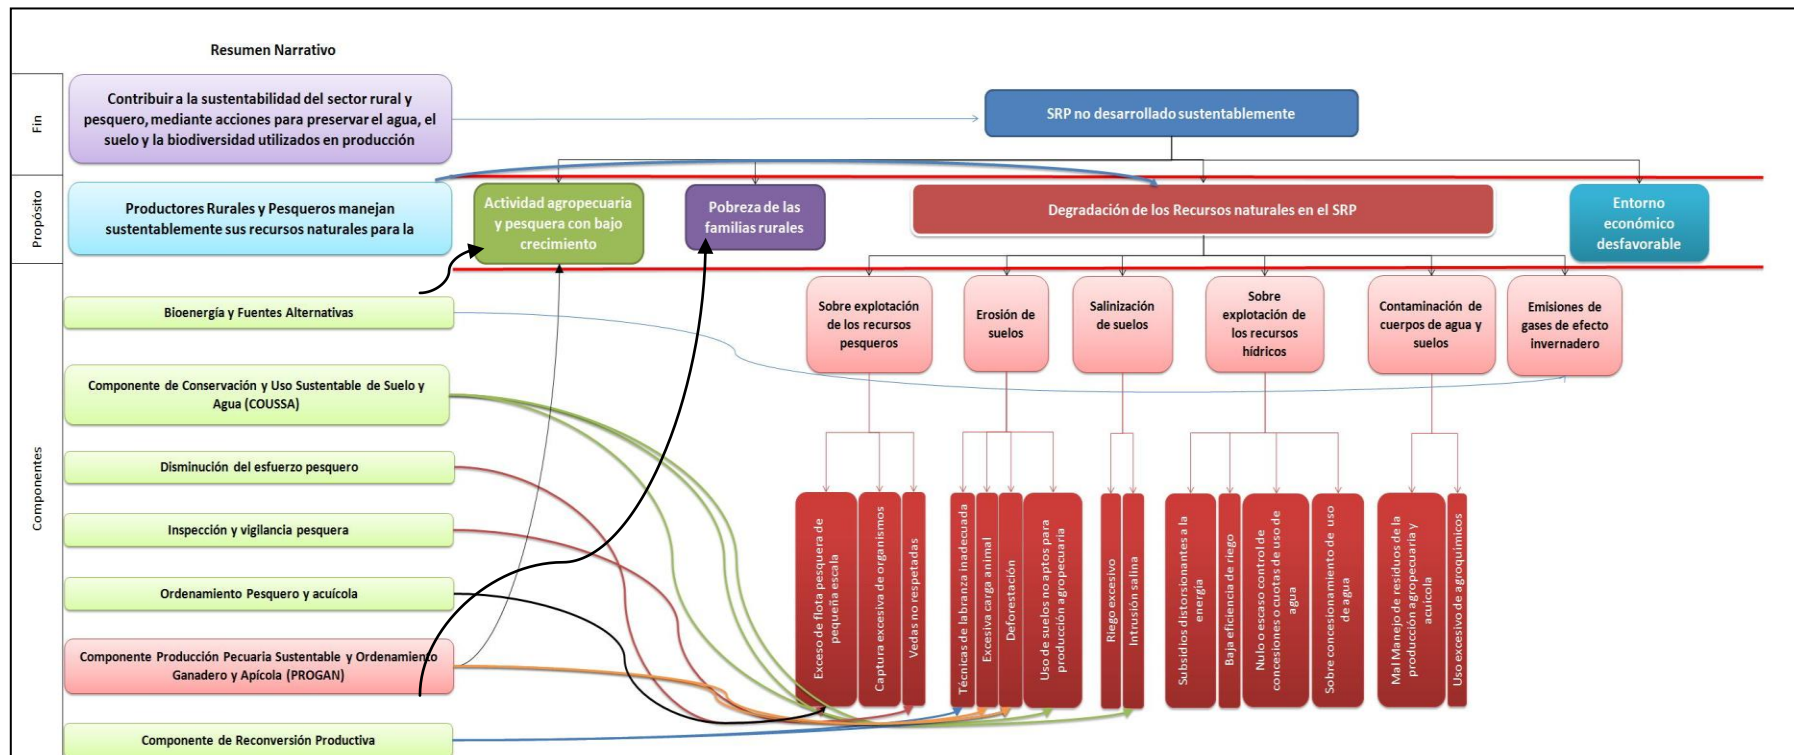 Resumen Narrativo
Fin
Contribuir a la sustentabilidad del sector rural y
pesquero, mediante acciones para preservar el agua, el
suelo y la biodiversidad utilizados en producción
SRP no desarrollado sustentablemente
Propósito
Productores Rurales y Pesqueros manejan
sustentablemente sus recursos naturales para la
Actividad agropecuaria
y pesquera con bajo
crecimiento
Pobreza de las
familias rurales
Degradación de los Recursos naturales en el SRP
Entorno
económico
desfavorable
Componentes
Bioenergía y Fuentes Alternativas
Componente de Conservación y Uso Sustentable de Suelo y
Agua (COUSSA)
Disminución del esfuerzo pesquero
Inspección y vigilancia pesquera
Ordenamiento Pesquero y acuícola
Componente Producción Pecuaria Sustentable y Ordenamiento
Ganadero y Apícola (PROGAN)
Componente de Reconversión Productiva
Sobre explotación
de los recursos
pesqueros
Erosión de
suelos
Salinización
de suelos
Sobre
explotación de
los recursos
hídricos
Contaminación de
cuerpos de agua y
suelos
Emisiones de
gases de efecto
invernadero
Exceso de flota pesquera de
pequeña escala
Captura excesiva de organismos
Vedas no respetadas
Técnicas de labranza inadecuada
Excesiva carga animal
Deforestación
Uso de suelos no aptos para
producción agropecuaria
Riego excesivo
Intrusión salina
Subsidios distorsionantes a la
energía
Baja eficiencia de riego
Nulo o escaso control de
concesiones o cuotas de uso de
agua
Sobre concesionamiento de uso
de agua
Mal Manejo de residuos de la
producción agropecuaria y
acuícola
Uso excesivo de agroquímicos